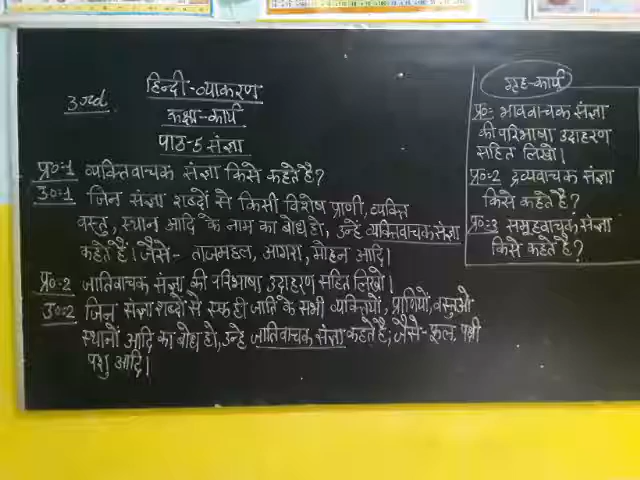 हिन्दी-व्याकरण
3rd
कक्षा-कार्य
पाठ-5 संज्ञा
प्र०:1 व्यक्तिवाचक संज्ञा किसे कहते है?
उ०:1 जिन संज्ञा शब्दों से किसी विशेष प्राणी, व्यक्ति
वस्तु, स्थान आदि के नाम का बोध हो, उन्हे व्यक्तिवाचक संज्ञा
कहते हैं। जैसे- ताजमहल, आगरा, मोहन आदि।
प्र०:2 जातिवाचक संज्ञा की परिभाषा उदाहरण सहित लिखो।
उ०:2 जिन संज्ञा शब्दों से एक ही जाति के सभी व्यक्तियों, प्राणियों, वस्तुओ
स्थानों आदि का बोध हो, उन्हे जातिवाचक संज्ञा कहते है, जैसे- फूल, पक्षी
पशु आदि।
गृह-कार्य
प्र०:- भाववाचक संज्ञा
की परिभाषा उदाहरण
सहित लिखो।
प्र०:-2 द्रव्यवाचक संज्ञा
किसे कहते है?
प्र०:-3 समूहवाचक संज्ञा
किसे कहते है?